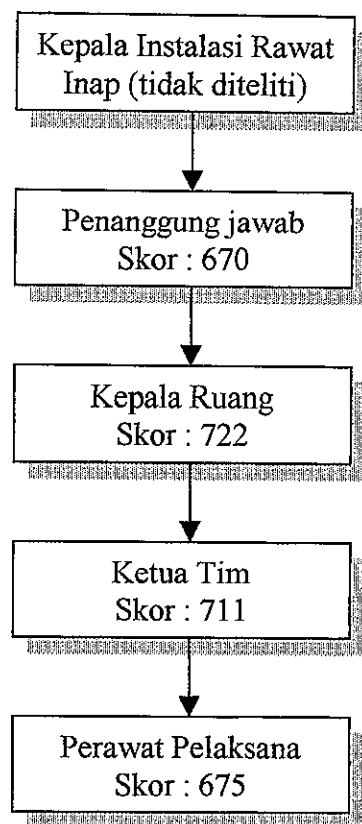 Kepala Instalasi Rawat
Inap (tidak diteliti)
Penanggung jawab
Skor : 670
Kepala Ruang
Skor : 722
Ketua Tim
Skor : 711
Perawat Pelaksana
Skor : 675